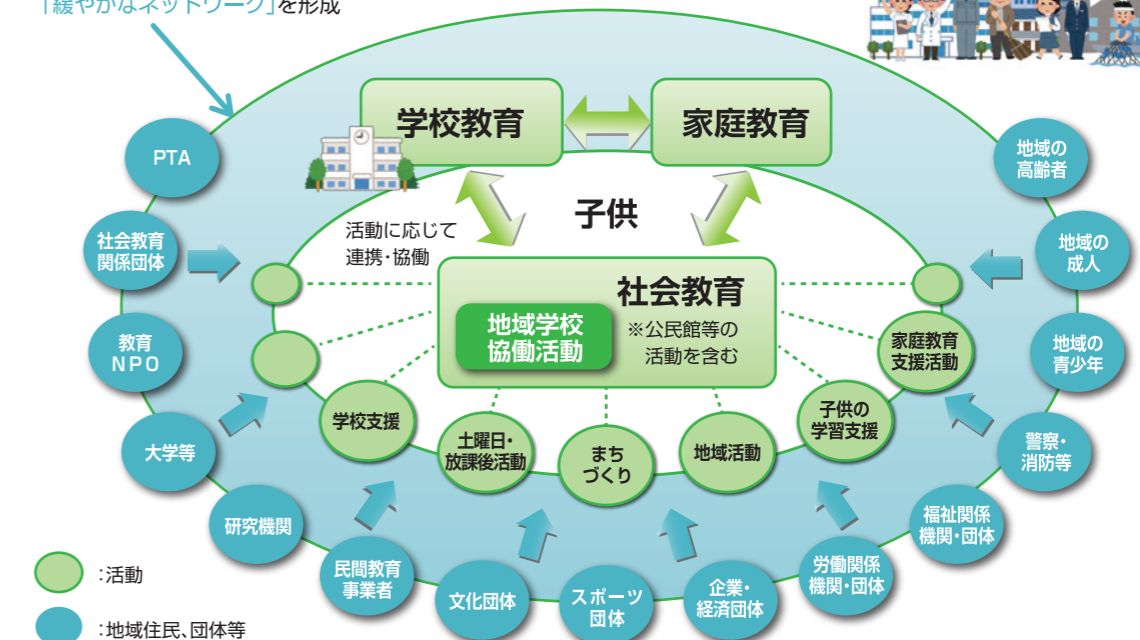 「緩やかなネットワーク」を形成
学校教育
家庭教育
子供
活動に応じて
連携・協働
社会教育
地域学校
協働活動
※公民館等の
活動を含む
PTA
社会教育
関係団体
教育
NPO
大学等
研究機関
民間教育
事業者
文化団体
スポーツ
団体
企業・
経済団体
労働関係
機関・団体
福祉関係
機関・団体
警察・
消防等
地域の
青少年
地域の
成人
地域の
高齢者
学校支援
土曜日・
放課後活動
まち
づくり
地域活動
子供の
学習支援
家庭教育
支援活動
:活動
:地域住民、団体等